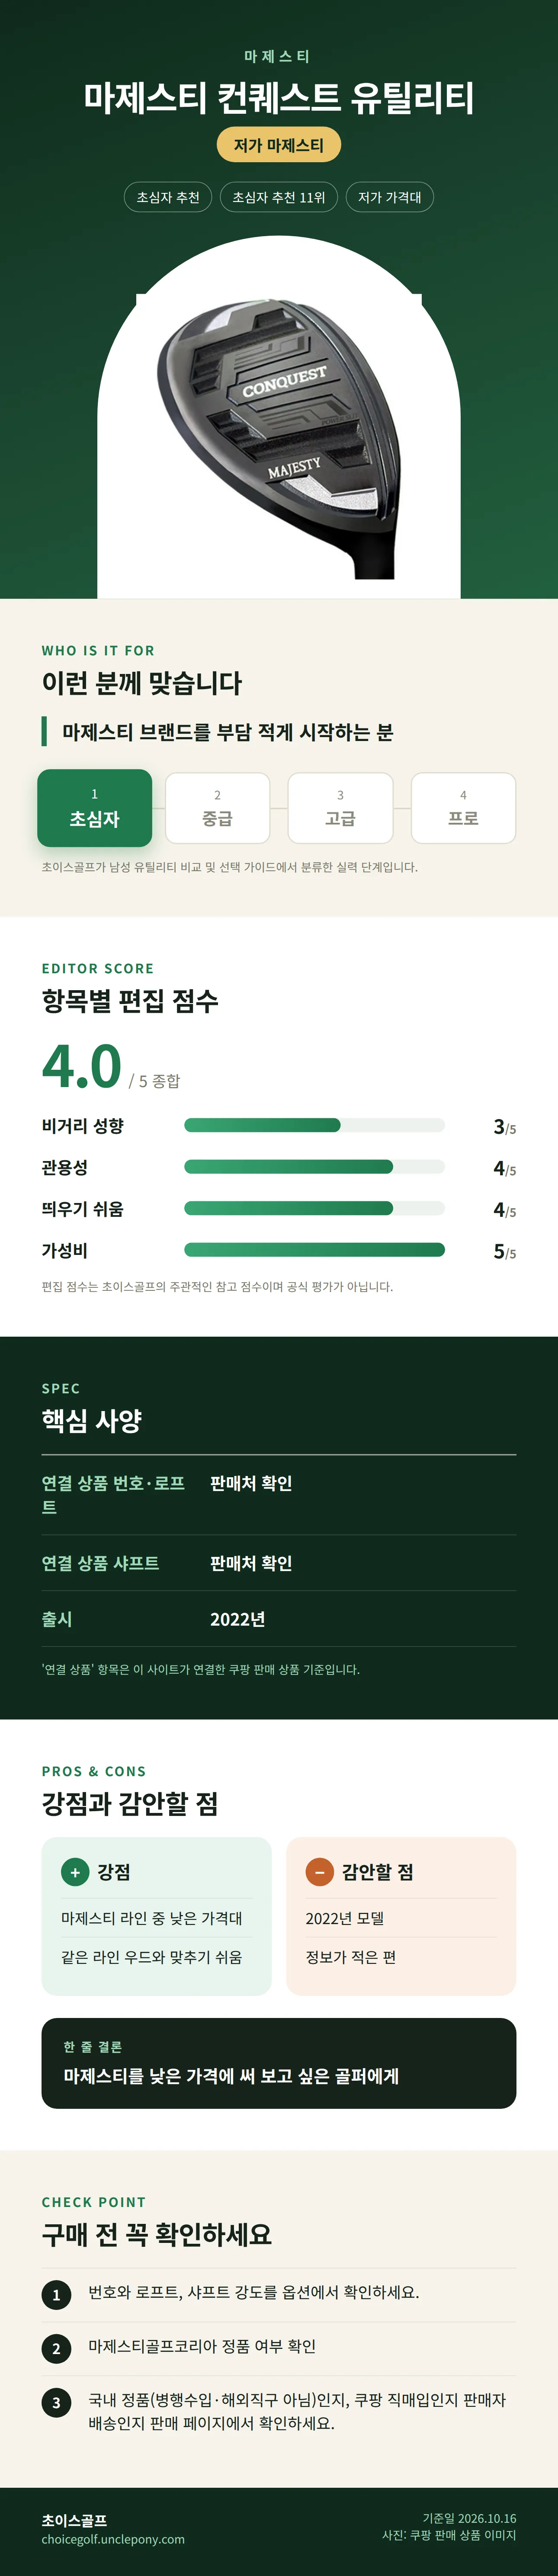 마제스티
마제스티 컨퀘스트 유틸리티
저가 마제스티
초심자 추천
초심자 추천 11위
저가 가격대
CONQUEST
MAJESTY
WHO IS IT FOR
이런 분께 맞습니다
마제스티 브랜드를 부담 적게 시작하는 분
1
초심자
2
중급
3
고급
4
프로
초이스골프가 남성 유틸리티 비교 및 선택 가이드에서 분류한 실력 단계입니다.
EDITOR SCORE
항목별 편집 점수
4.0 / 5 종합
비거리 성향 3/5
관용성 4/5
띄우기 쉬움 4/5
가성비 5/5
편집 점수는 초이스골프의 주관적인 참고 점수이며 공식 평가가 아닙니다.
SPEC
핵심 사양
연결 상품 번호·로프
트
판매처 확인
연결 상품 샤프트 판매처 확인
출시 2022년
'연결 상품' 항목은 이 사이트가 연결한 쿠팡 판매 상품 기준입니다.
PROS & CONS
강점과 감안할 점
+ 강점
마제스티 라인 중 낮은 가격대
같은 라인 우드와 맞추기 쉬움
− 감안할 점
2022년 모델
정보가 적은 편
한 줄 결론
마제스티를 낮은 가격에 써 보고 싶은 골퍼에게
CHECK POINT
구매 전 꼭 확인하세요
1 번호와 로프트, 샤프트 강도를 옵션에서 확인하세요.
2 마제스티골프코리아 정품 여부 확인
3 국내 정품(병행수입·해외직구 아님)인지, 쿠팡 직매입인지 판매자
배송인지 판매 페이지에서 확인하세요.
초이스골프
choicegolf.unclepony.com
기준일 2026.10.16
사진: 쿠팡 판매 상품 이미지